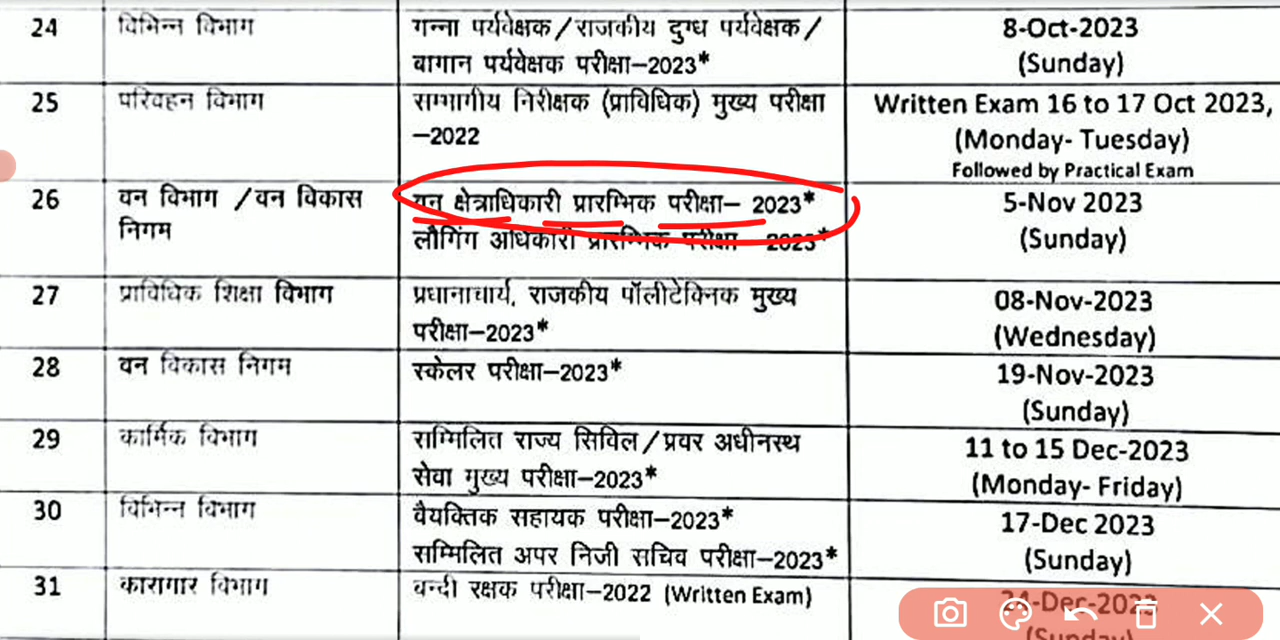 24 विभिन्न विभाग गन्ना पर्यवेक्षक/राजकीय दुग्ध पर्यवेक्षक/ 8-Oct-2023
बागान पर्यवेक्षक परीक्षा–2023* (Sunday)
25 परिवहन विभाग सम्भागीय निरीक्षक (प्राविधिक) मुख्य परीक्षा Written Exam 16 to 17 Oct 2023,
–2022 (Monday- Tuesday)
Followed by Practical Exam
26 वन विभाग /वन विकास वन क्षेत्राधिकारी प्रारम्भिक परीक्षा– 2023* 5-Nov 2023
निगम लौगिंग अधिकारी प्रारम्भिक परीक्षा–2023* (Sunday)
27 प्राविधिक शिक्षा विभाग प्रधानाचार्य, राजकीय पॉलीटेक्निक मुख्य 08-Nov-2023
परीक्षा–2023* (Wednesday)
28 वन विकास निगम स्केलर परीक्षा–2023* 19-Nov-2023
(Sunday)
29 कार्मिक विभाग सम्मिलित राज्य सिविल/प्रवर अधीनस्थ 11 to 15 Dec-2023
सेवा मुख्य परीक्षा–2023* (Monday- Friday)
30 विभिन्न विभाग वैयक्तिक सहायक परीक्षा–2023* 17-Dec 2023
सम्मिलित अपर निजी सचिव परीक्षा–2023* (Sunday)
31 कारागार विभाग बन्दी रक्षक परीक्षा–2022 (Written Exam) 24-Dec-2023
(Sunday)